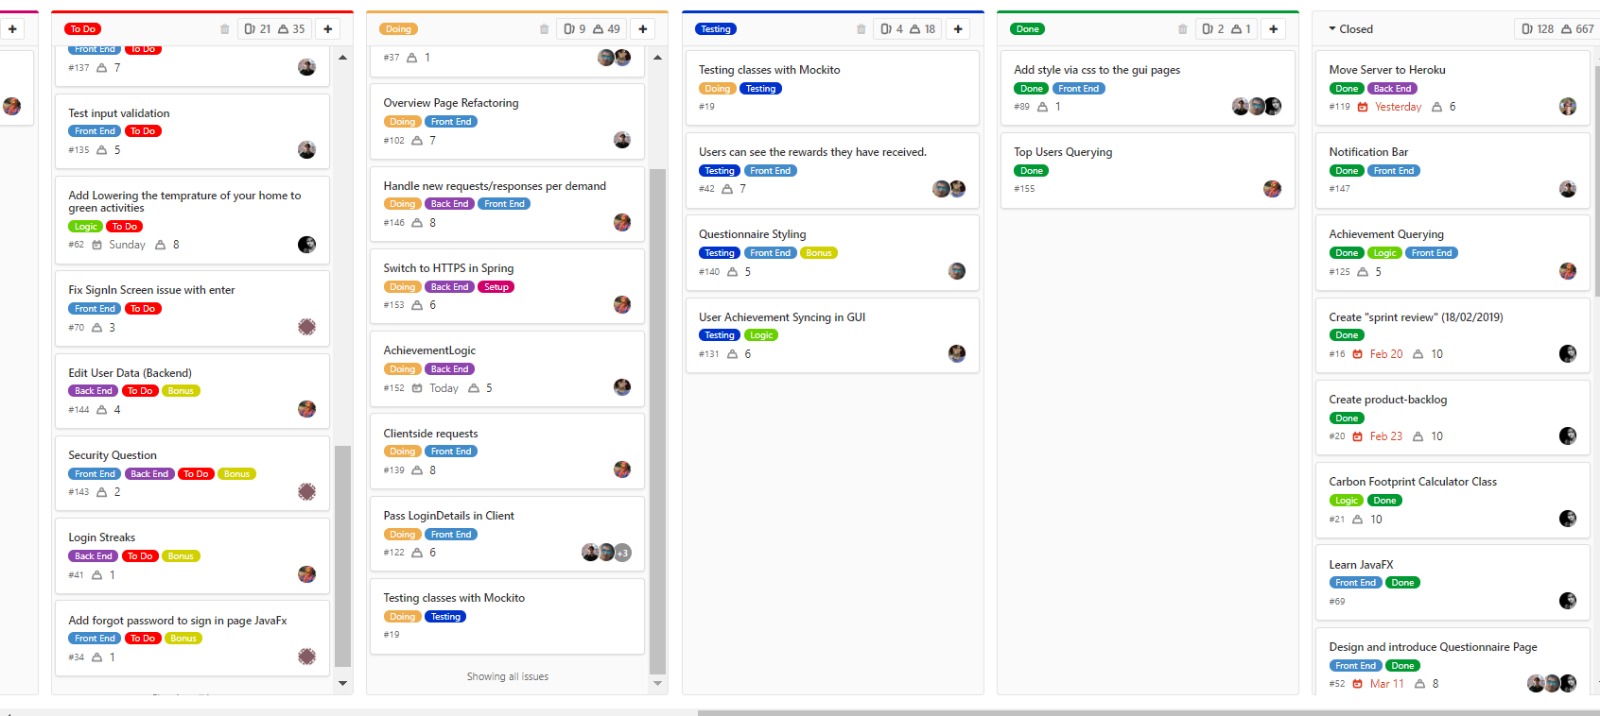 To Do 21 35
Front End To Do
#137 7
Test input validation
Front End To Do
#135 5
Add Lowering the temprature of your home to
green activities
Logic To Do
#62 Sunday 8
Fix SignIn Screen issue with enter
Front End To Do
#70 3
Edit User Data (Backend)
Back End To Do Bonus
#144 4
Security Question
Front End Back End To Do Bonus
#143 2
Login Streaks
Back End To Do Bonus
#41 1
Add forgot password to sign in page JavaFx
Front End To Do Bonus
#34 1
Doing 9 49
#37 1
Overview Page Refactoring
Doing Front End
#102 7
Handle new requests/responses per demand
Doing Back End Front End
#146 8
Switch to HTTPS in Spring
Doing Back End Setup
#153 6
AchievementLogic
Doing Back End
#152 Today 5
Clientside requests
Doing Front End
#139 8
Pass LoginDetails in Client
Doing Front End
#122 6 +3
Testing classes with Mockito
Doing Testing
#19
Showing all issues
Testing 4 18
Testing classes with Mockito
Doing Testing
#19
Users can see the rewards they have received.
Testing Front End
#42 7
Questionnaire Styling
Testing Front End Bonus
#140 5
User Achievement Syncing in GUI
Testing Logic
#131 6
Done 2 1
Add style via css to the gui pages
Done Front End
#89 1
Top Users Querying
Done
#155
Closed 128 667
Move Server to Heroku
Done Back End
#119 Yesterday 6
Notification Bar
Done Front End
#147
Achievement Querying
Done Logic Front End
#125 5
Create "sprint review" (18/02/2019)
Done
#16 Feb 20 10
Create product-backlog
Done
#20 Feb 23 10
Carbon Footprint Calculator Class
Logic Done
#21 10
Learn JavaFX
Front End Done
#69
Design and introduce Questionnaire Page
Front End Done
#52 Mar 11 8